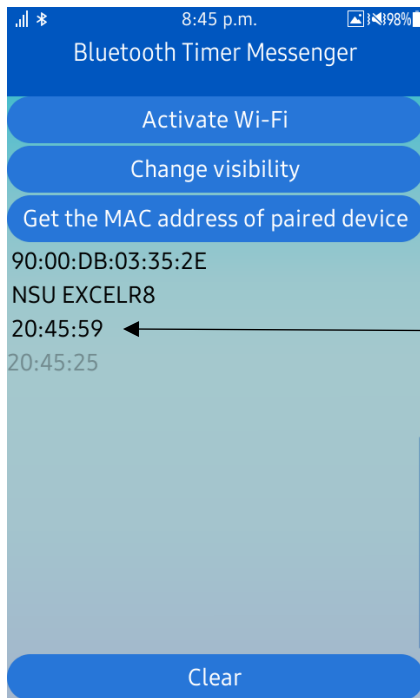 8:45 p.m. 98%
Bluetooth Timer Messenger
Activate Wi-Fi
Change visibility
Get the MAC address of paired device
90:00:DB:03:35:2E
NSU EXCELR8
20:45:59
20:45:25
Clear